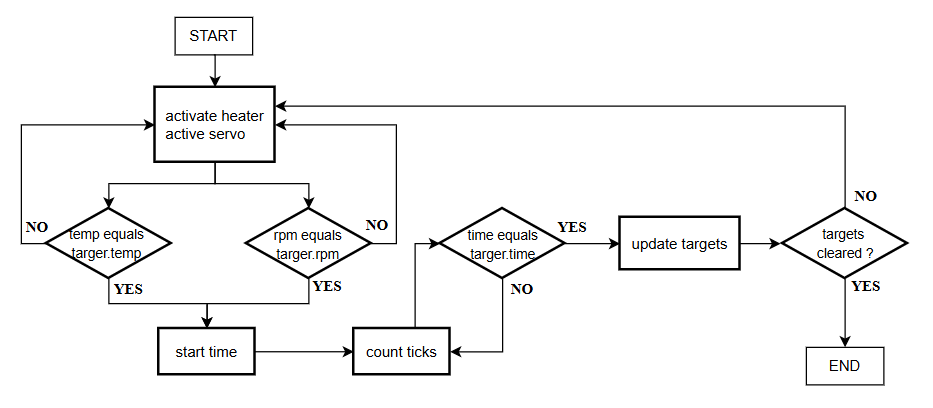 START
activate heater
active servo
NO
temp equals
targer.temp
YES
rpm equals
targer.rpm
NO
YES
start time
count ticks
time equals
targer.time
YES
NO
update targets
targets
cleared ?
NO
YES
END